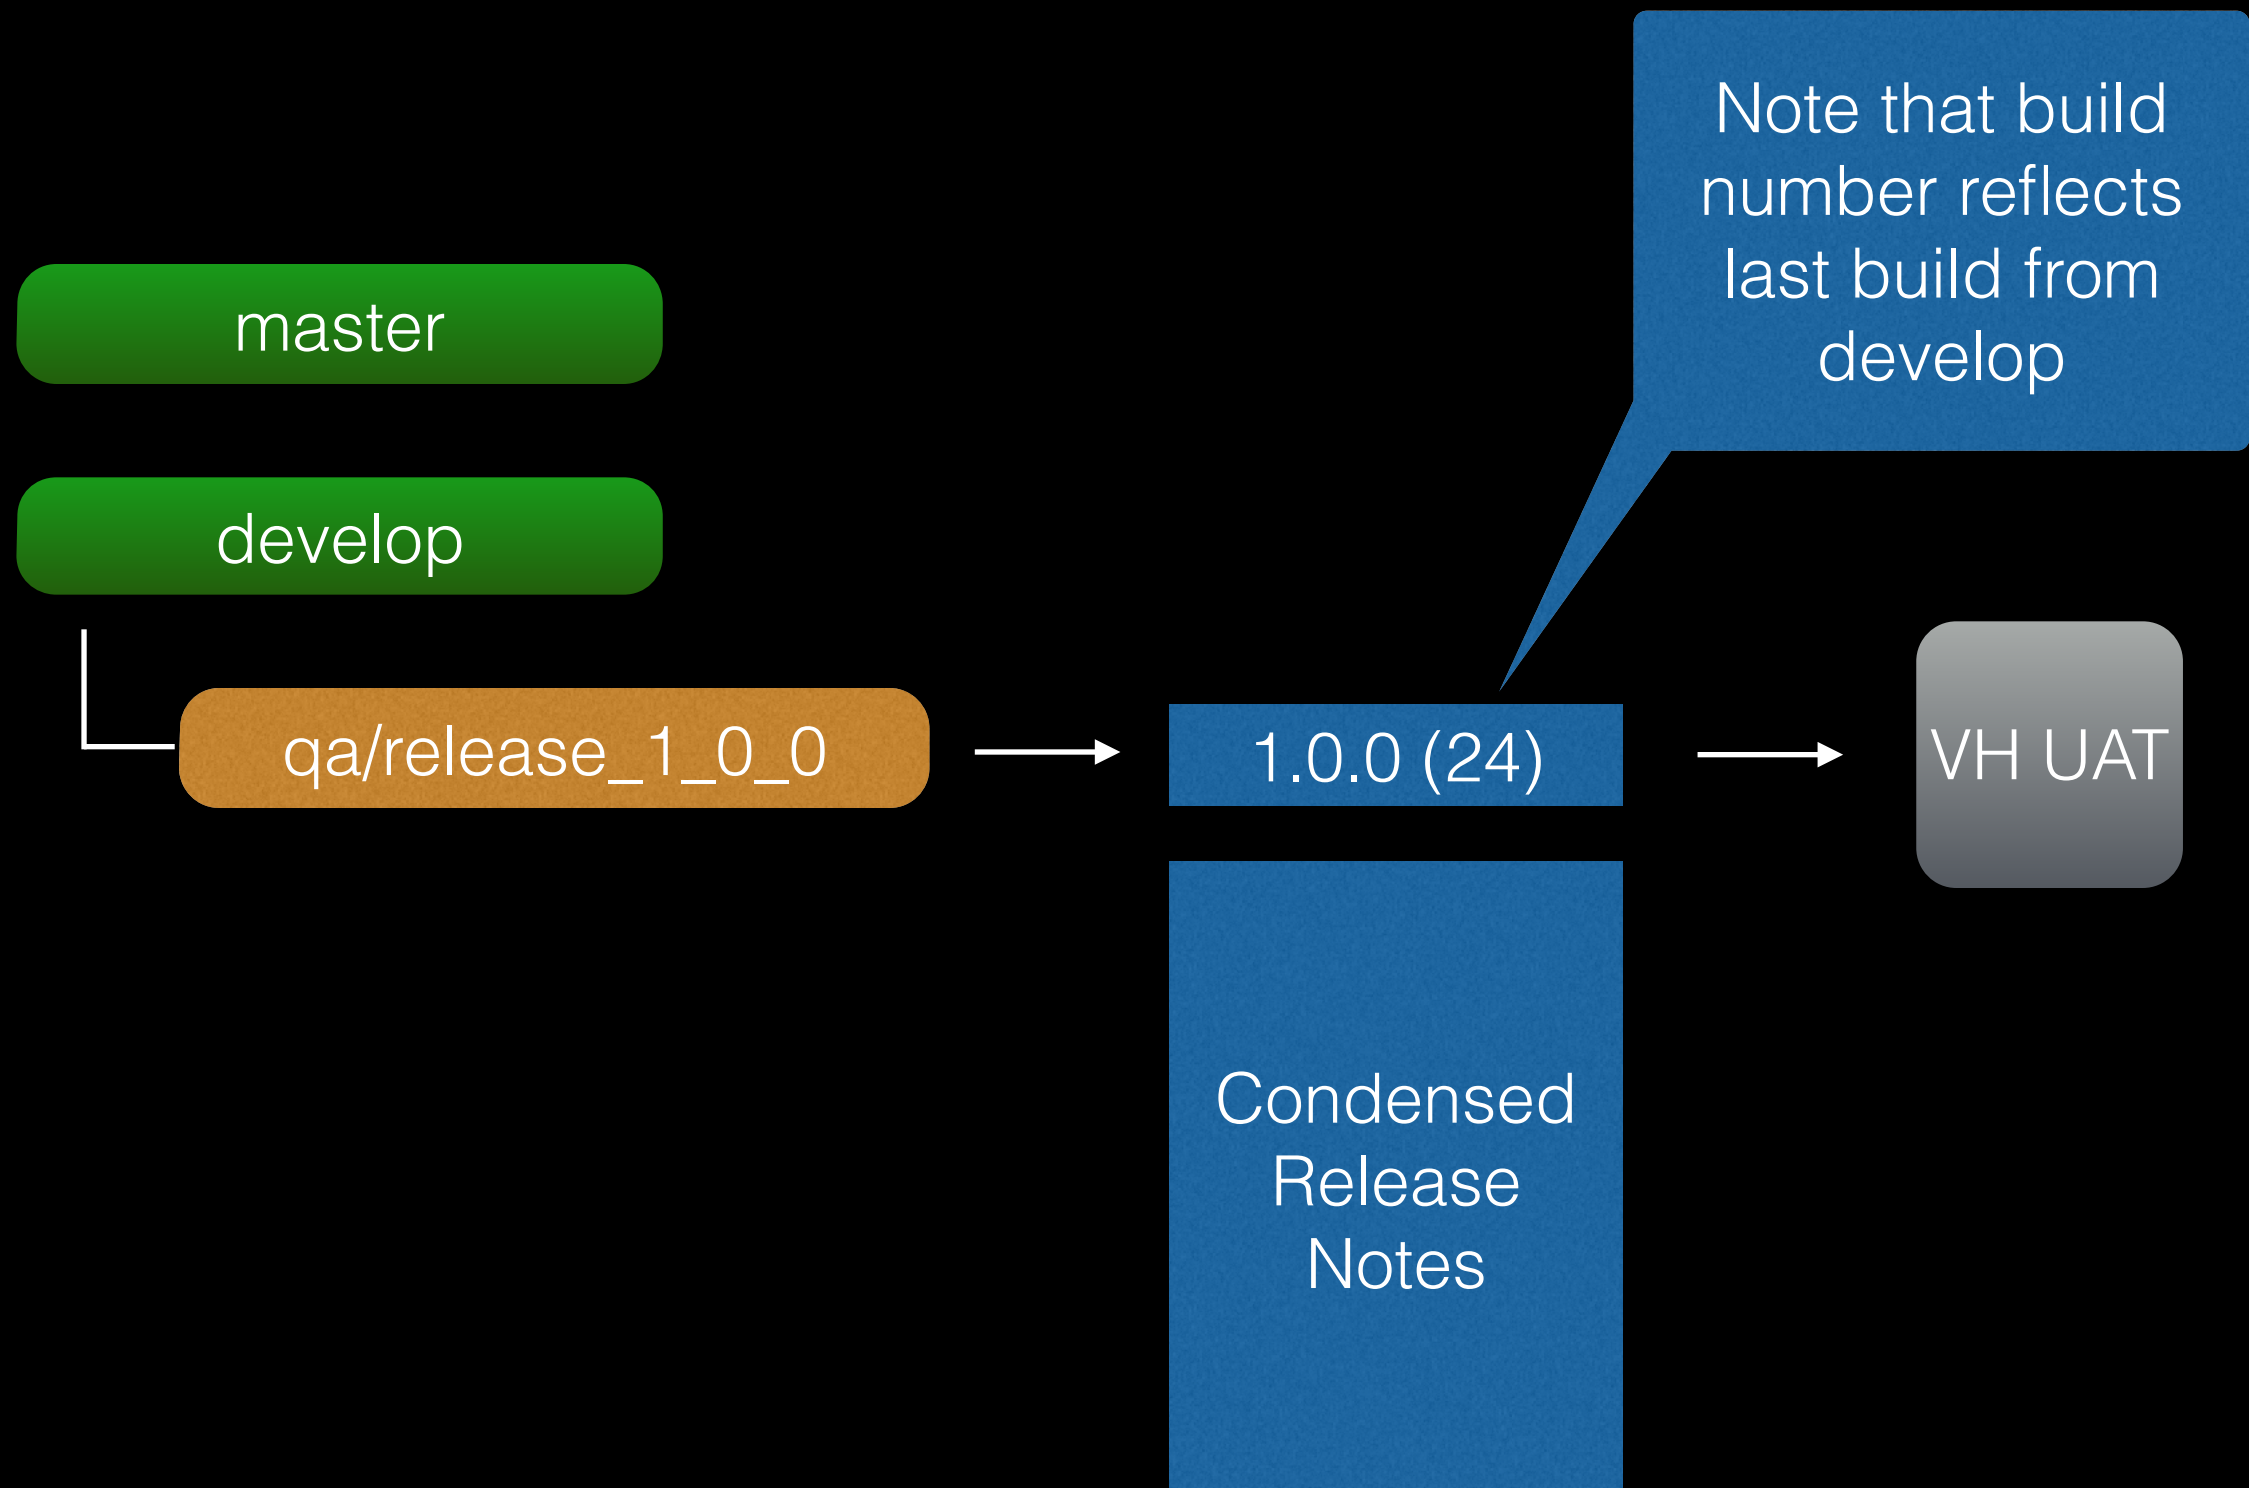 Note that build
number reflects
last build from
develop
master
develop
qa/release_1_0_0
1.0.0 (24)
VH UAT
Condensed
Release
Notes